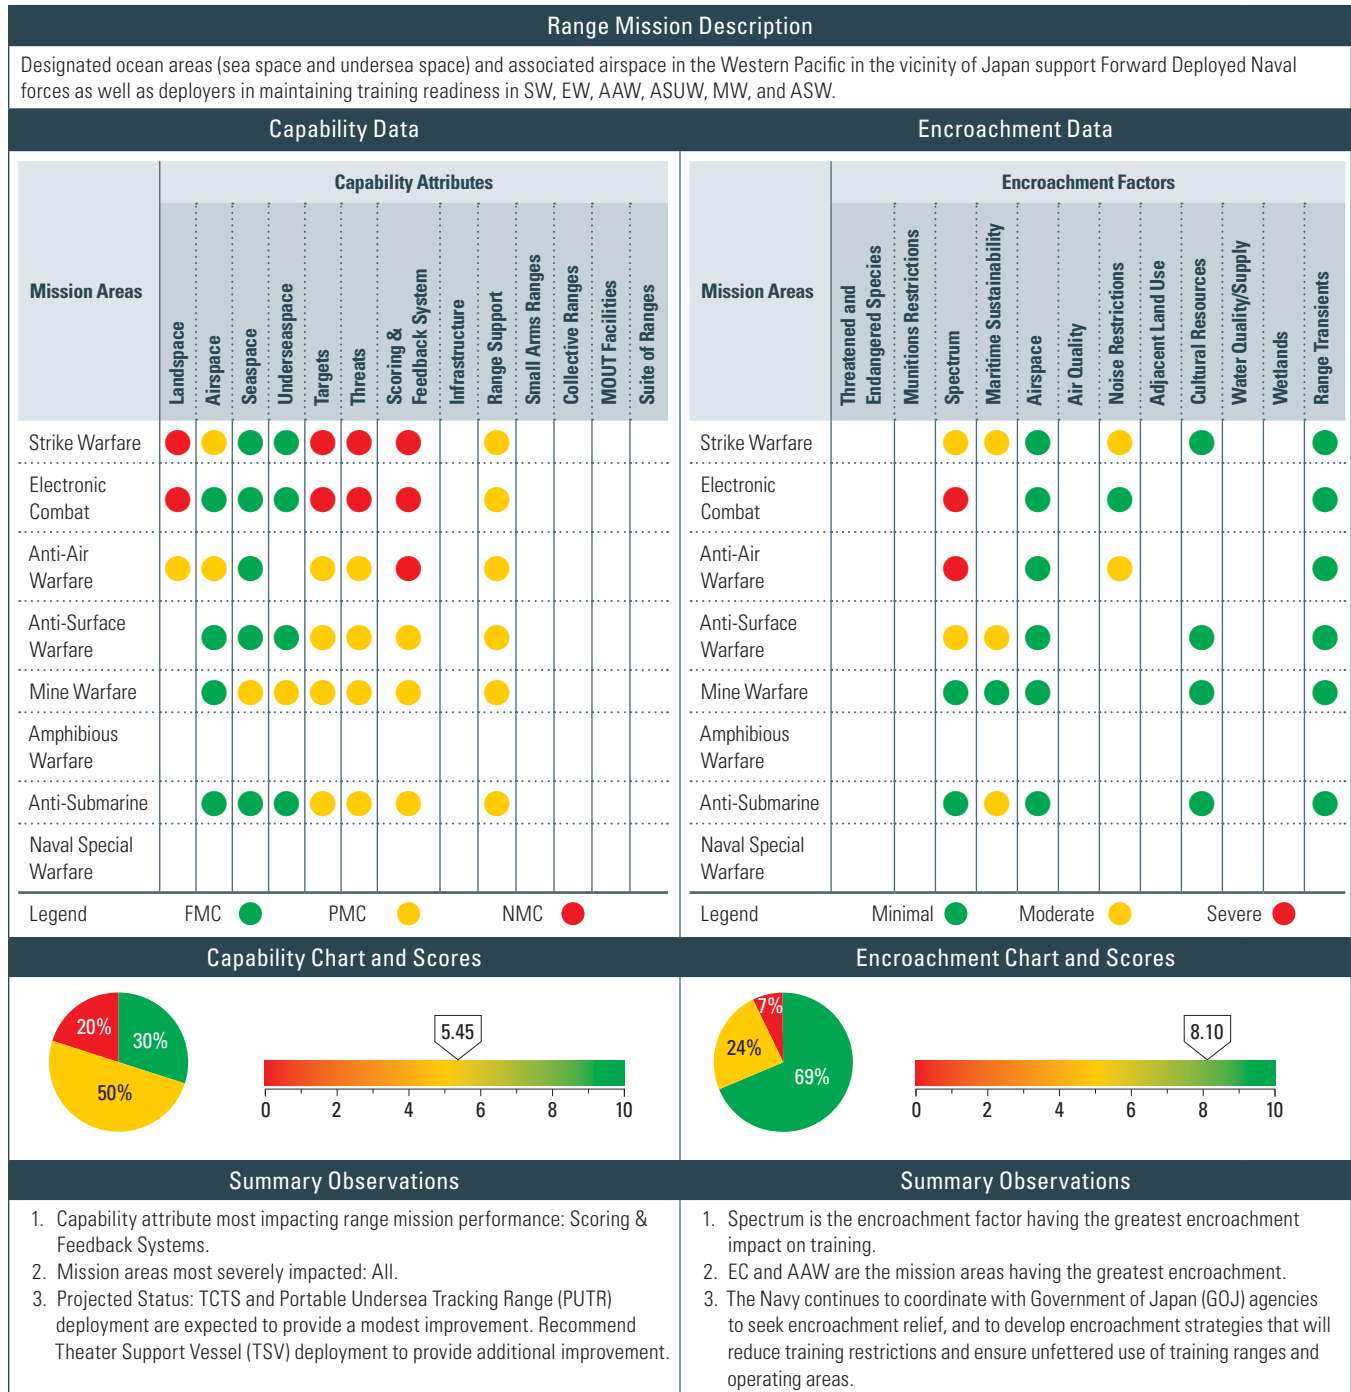 Range Mission Description
Designated ocean areas (sea space and undersea space) and associated airspace in the Western Pacific in the vicinity of Japan support Forward Deployed Naval
forces as well as deployers in maintaining training readiness in SW, EW, AAW, ASUW, MW, and ASW.
Capability Data
Mission Areas
Capability Attributes
Landspace
Airspace
Seaspace
Underseaspace
Targets
Threats
Scoring &
Feedback System
Infrastructure
Range Support
Small Arms Ranges
Collective Ranges
MOUT Facilities
Suite of Ranges
Strike Warfare
Electronic
Combat
Anti-Air
Warfare
Anti-Surface
Warfare
Mine Warfare
Amphibious
Warfare
Anti-Submarine
Naval Special
Warfare
Legend FMC PMC NMC
Encroachment Data
Mission Areas
Encroachment Factors
Threatened and
Endangered Species
Munitions Restrictions
Spectrum
Maritime Sustainability
Airspace
Air Quality
Noise Restrictions
Adjacent Land Use
Cultural Resources
Water Quality/Supply
Wetlands
Range Transients
Strike Warfare
Electronic
Combat
Anti-Air
Warfare
Anti-Surface
Warfare
Mine Warfare
Amphibious
Warfare
Anti-Submarine
Naval Special
Warfare
Legend Minimal Moderate Severe
Capability Chart and Scores
20%
30%
50%
5.45
0 2 4 6 8 10
Encroachment Chart and Scores
7%
24%
69%
8.10
0 2 4 6 8 10
Summary Observations
1. Capability attribute most impacting range mission performance: Scoring &
Feedback Systems.
2. Mission areas most severely impacted: All.
3. Projected Status: TCTS and Portable Undersea Tracking Range (PUTR)
deployment are expected to provide a modest improvement. Recommend
Theater Support Vessel (TSV) deployment to provide additional improvement.
Summary Observations
1. Spectrum is the encroachment factor having the greatest encroachment
impact on training.
2. EC and AAW are the mission areas having the greatest encroachment.
3. The Navy continues to coordinate with Government of Japan (GOJ) agencies
to seek encroachment relief, and to develop encroachment strategies that will
reduce training restrictions and ensure unfettered use of training ranges and
operating areas.